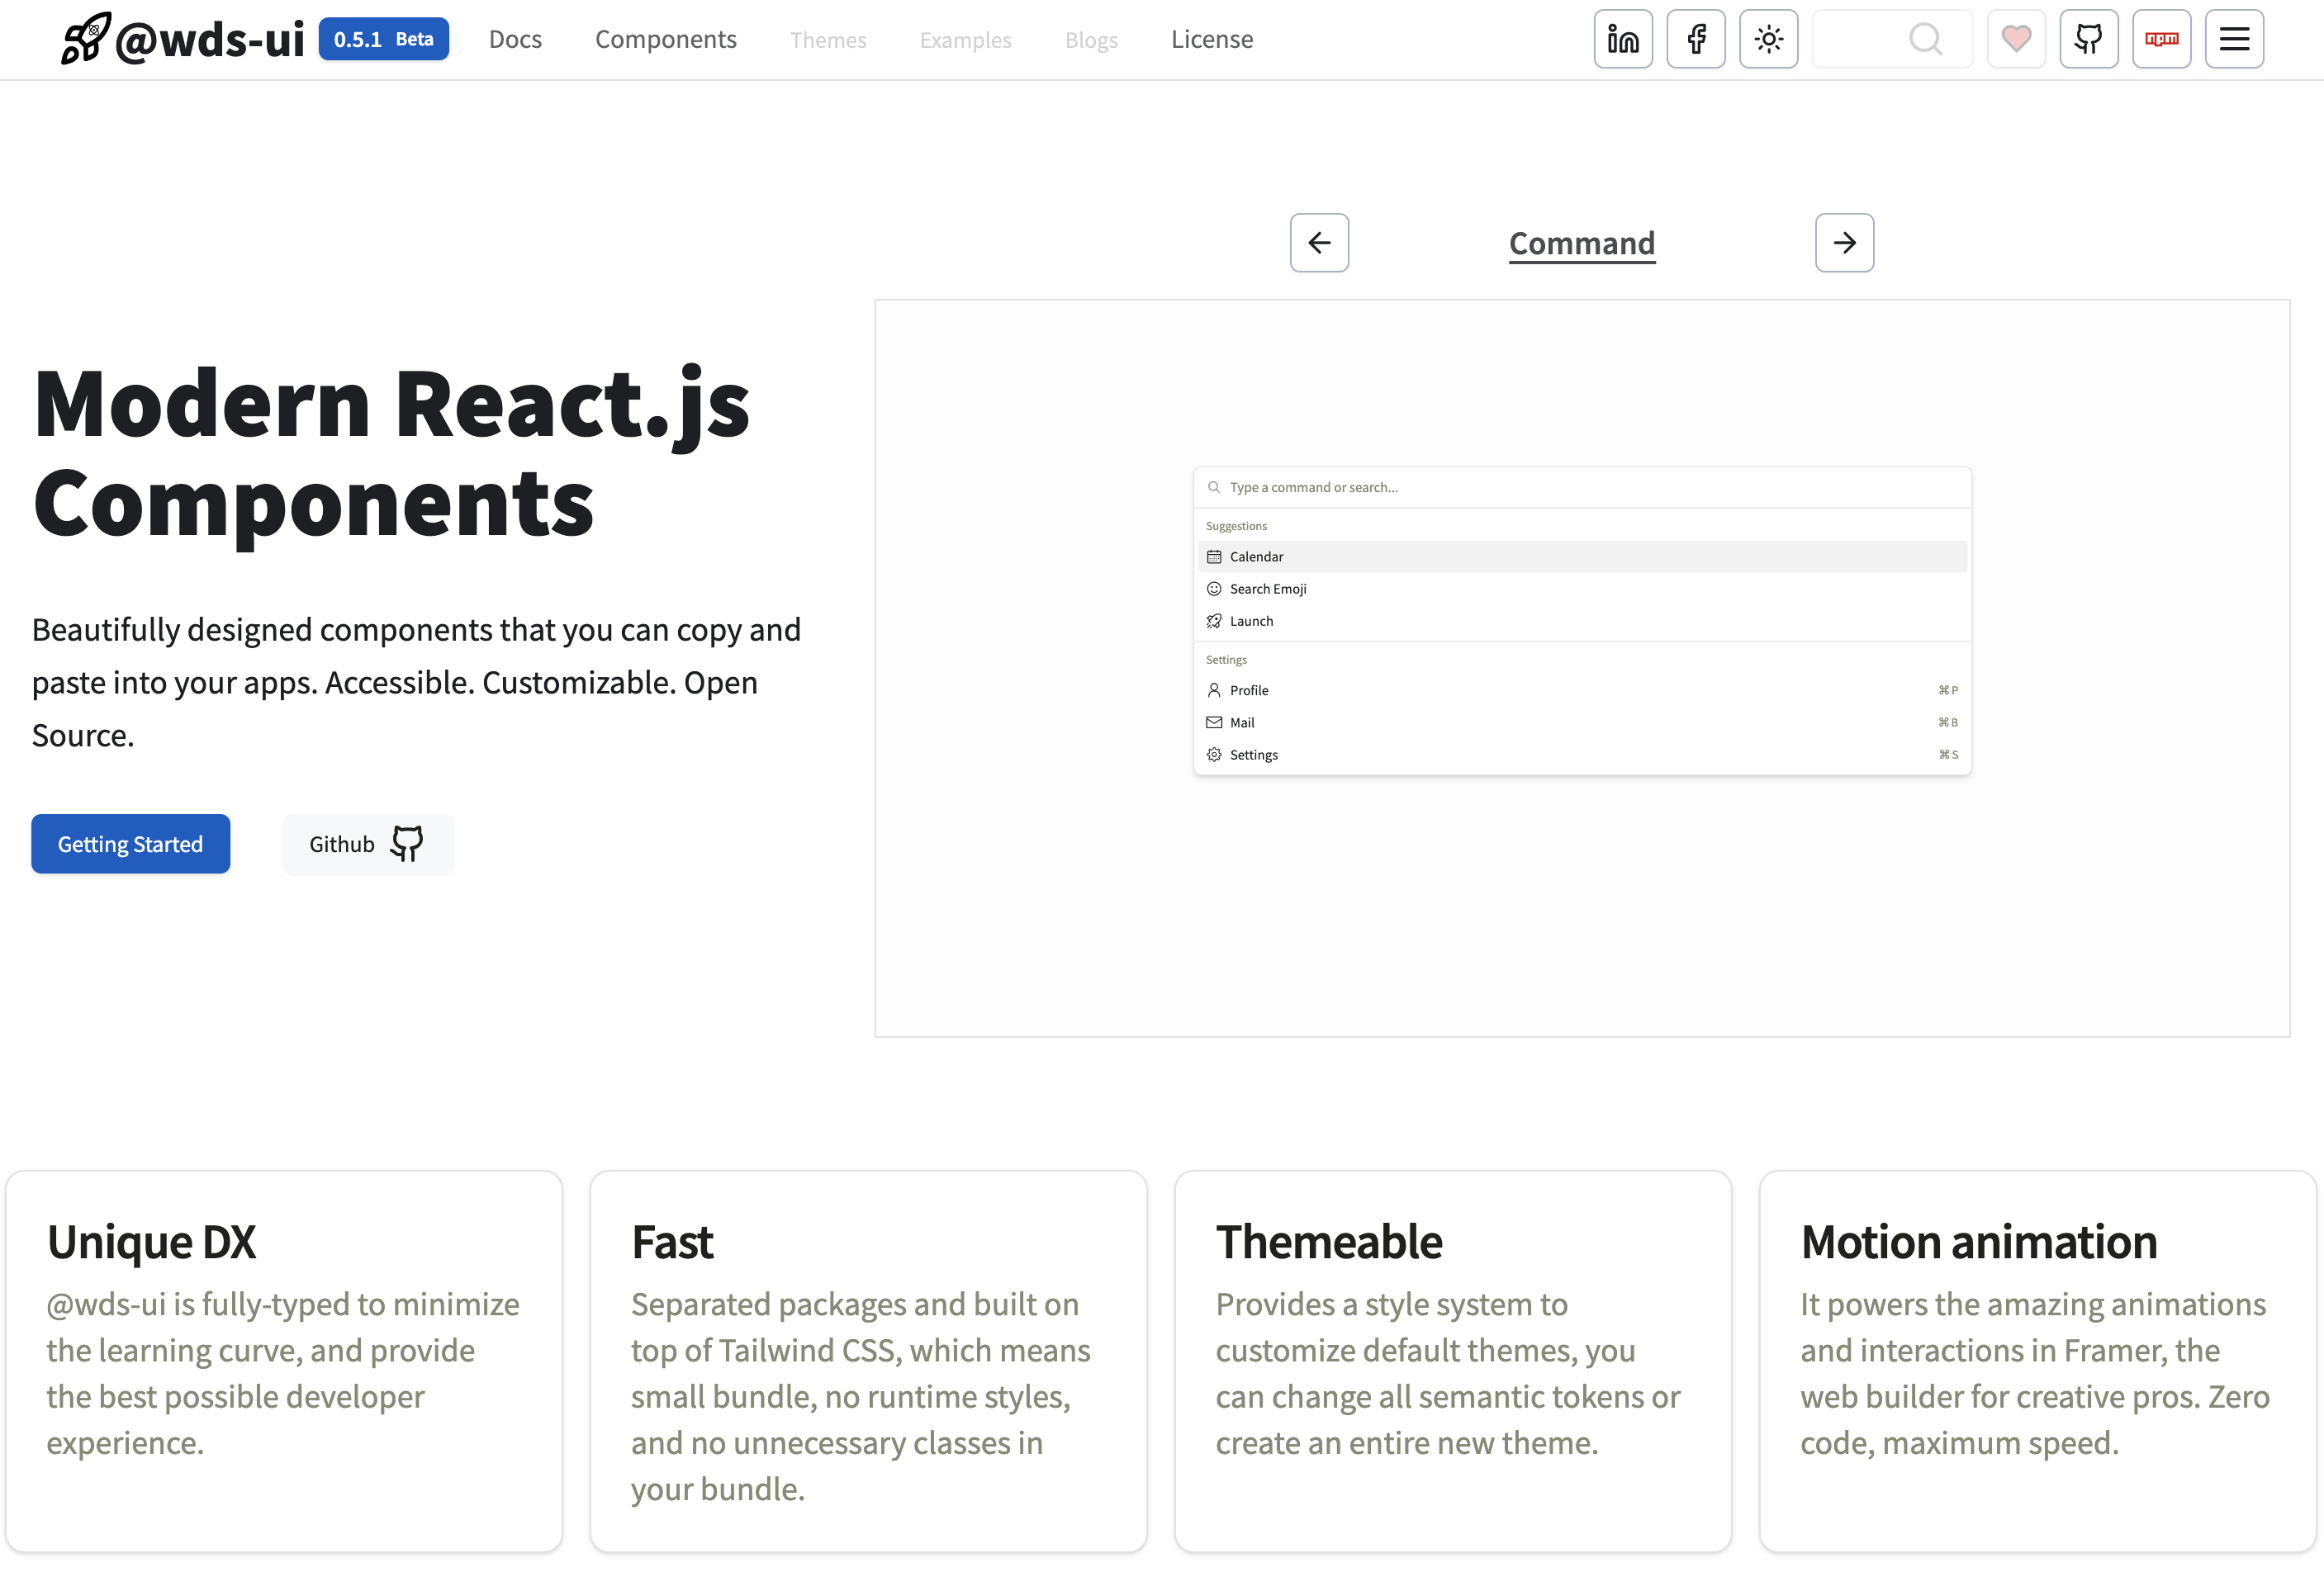 @wds-ui 0.5.1 Beta Docs Components Themes Examples Blogs License npm
Command
Modern React.js
Components
Beautifully designed components that you can copy and
paste into your apps. Accessible. Customizable. Open
Source.
Getting Started
Github
Type a command or search...
Suggestions
Calendar
Search Emoji
Launch
Settings
Profile ⌘P
Mail ⌘B
Settings ⌘S
Unique DX
@wds-ui is fully-typed to minimize
the learning curve, and provide
the best possible developer
experience.
Fast
Separated packages and built on
top of Tailwind CSS, which means
small bundle, no runtime styles,
and no unnecessary classes in
your bundle.
Themeable
Provides a style system to
customize default themes, you
can change all semantic tokens or
create an entire new theme.
Motion animation
It powers the amazing animations
and interactions in Framer, the
web builder for creative pros. Zero
code, maximum speed.